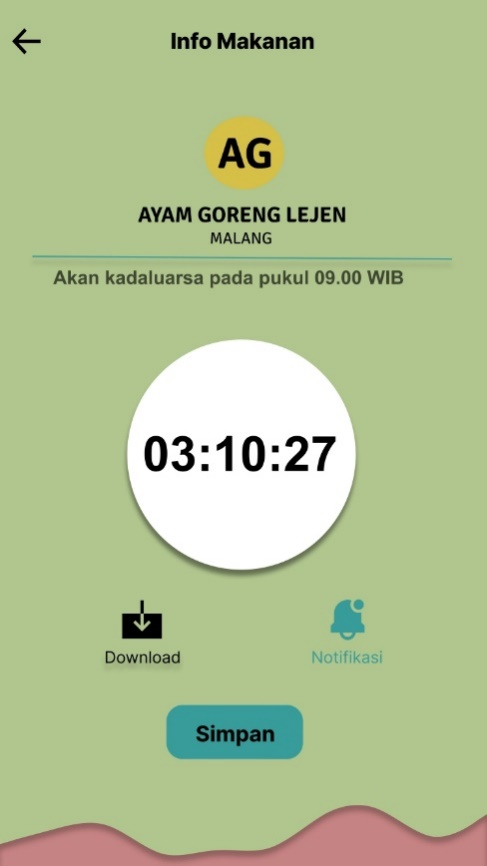 Info Makanan
AG
AYAM GORENG LEJEN
MALANG
Akan kadaluarsa pada pukul 09.00 WIB
03:10:27
Download
Notifikasi
Simpan